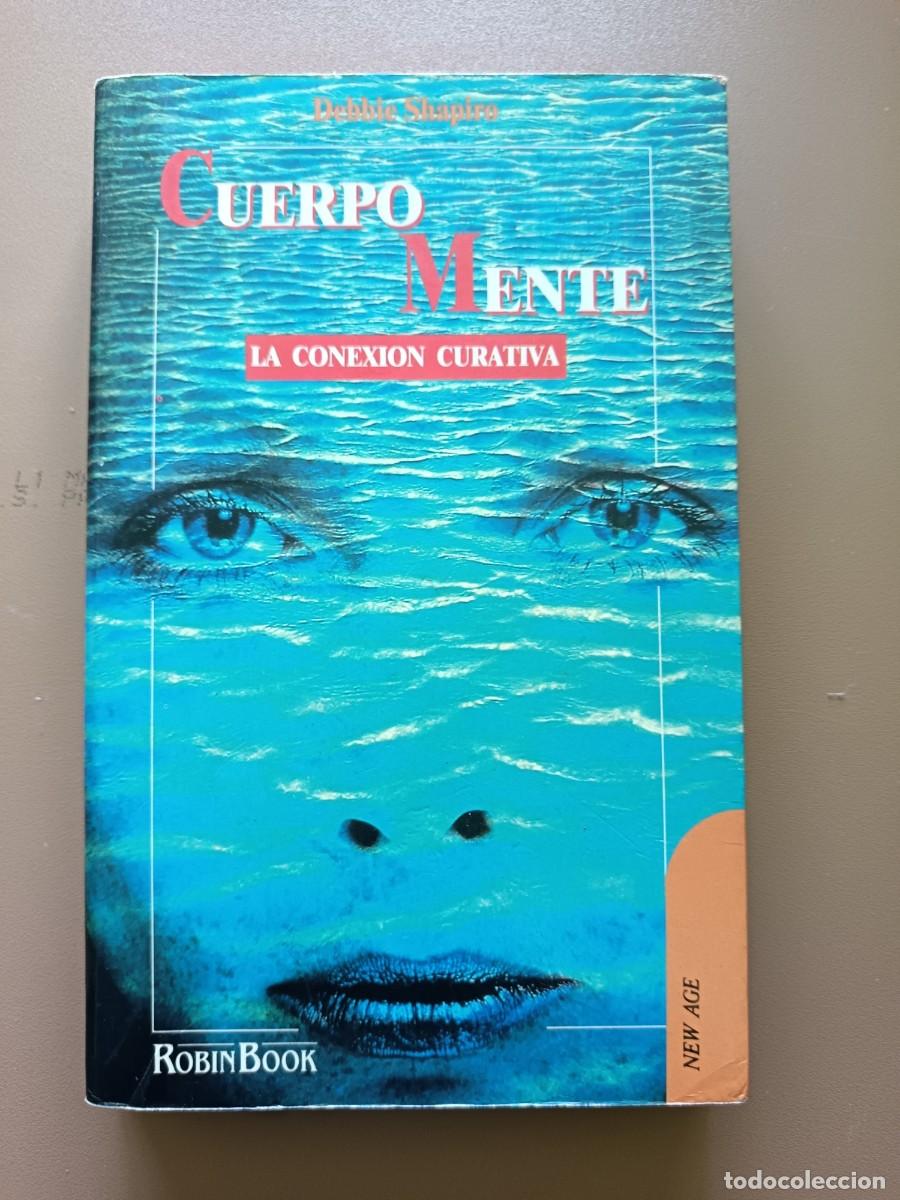 Debbie Shapiro
CUERPO
MENTE
LA CONEXION CURATIVA
ROBINBOOK
NEW AGE
todocoleccion